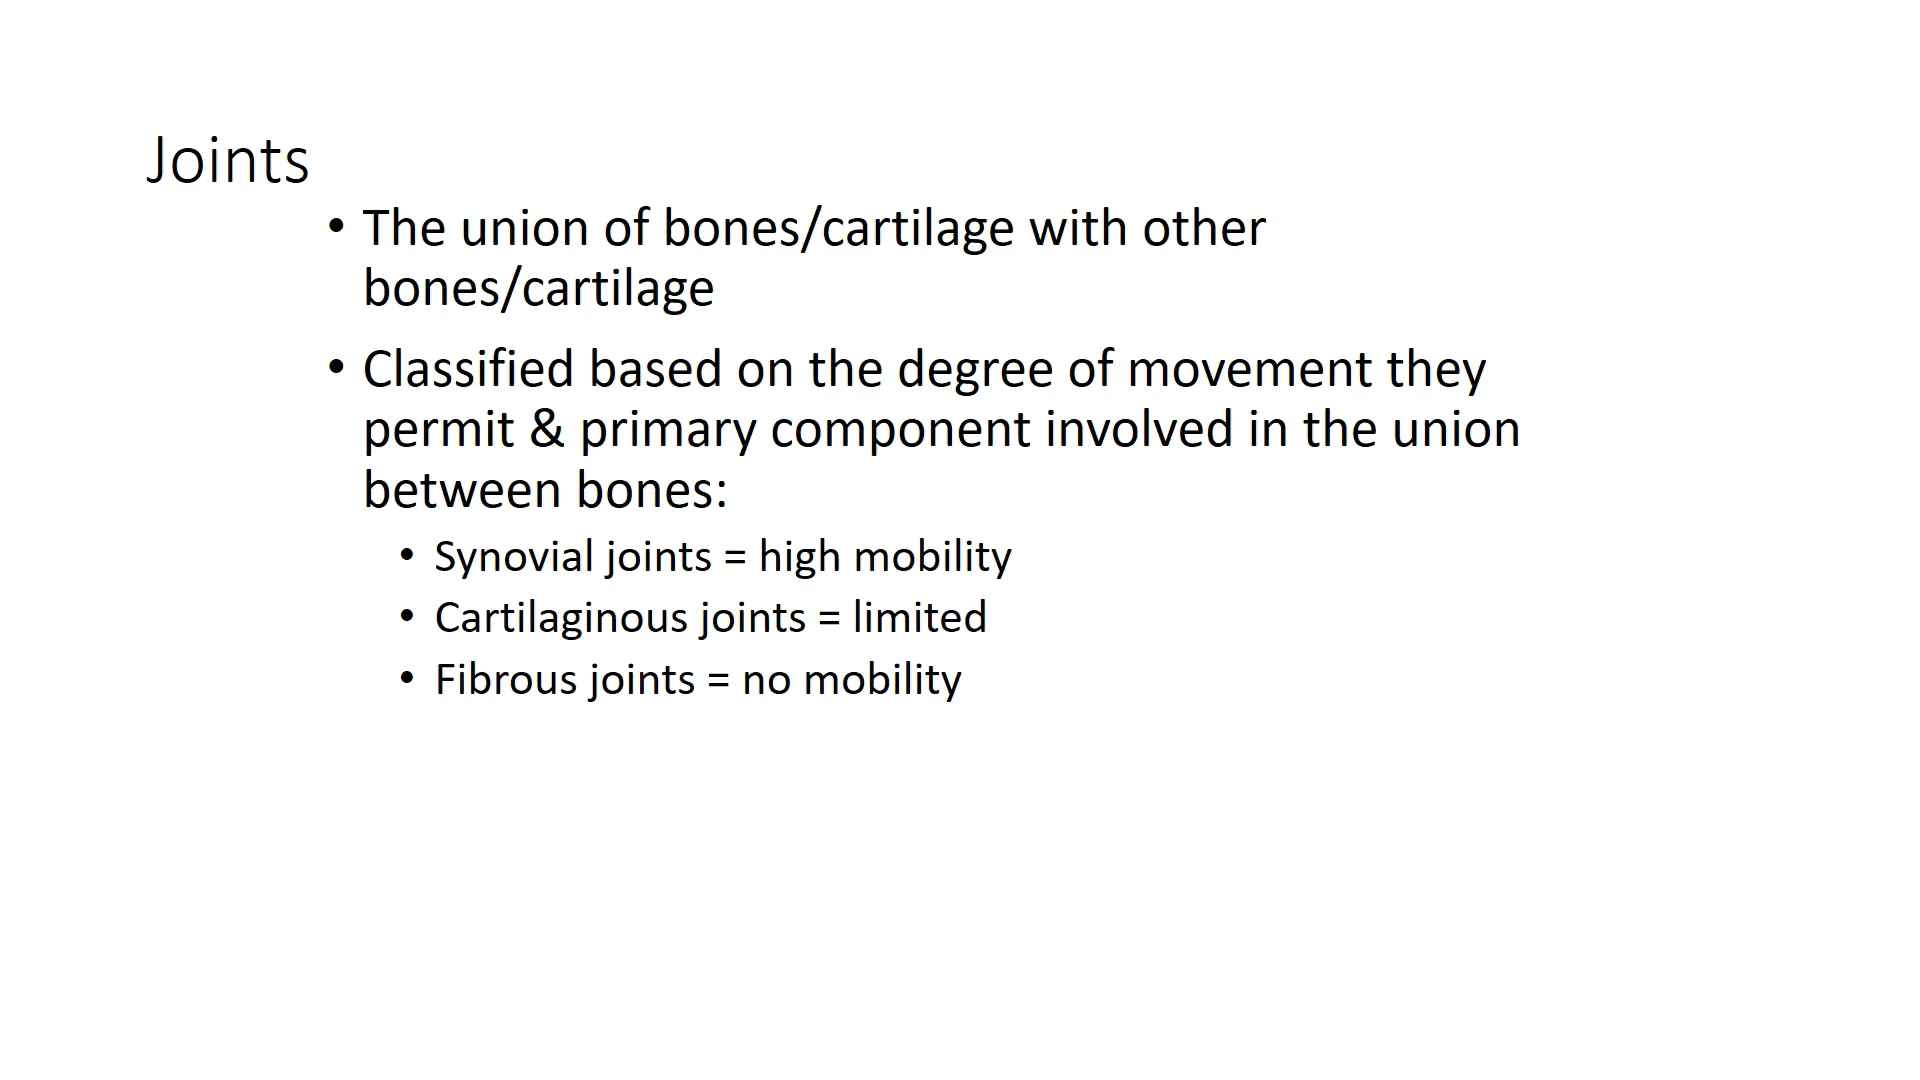 Joints
• The union of bones/cartilage with other
bones/cartilage
• Classified based on the degree of movement they
permit & primary component involved in the union
between bones:
• Synovial joints = high mobility
• Cartilaginous joints = limited
• Fibrous joints = no mobility